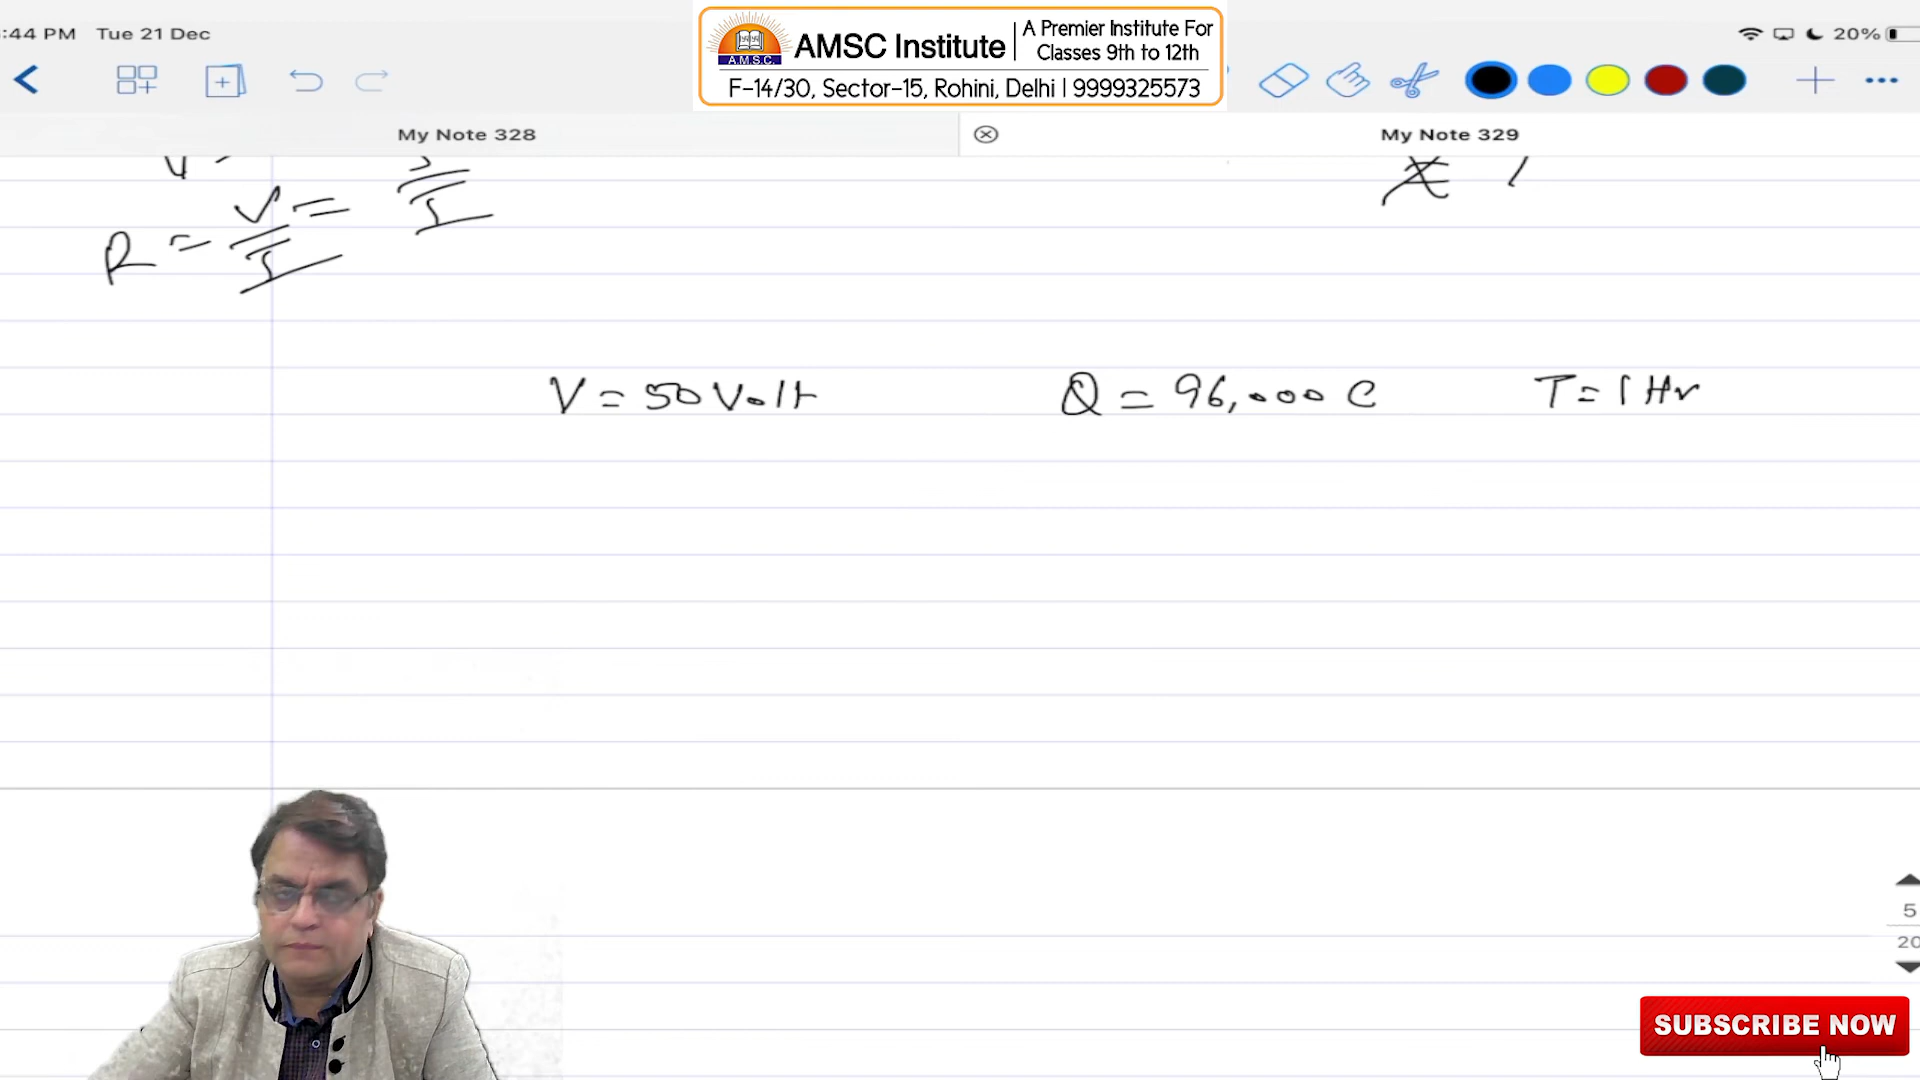 :44 PM Tue 21 Dec
A.M.S.C.
AMSC Institute
A Premier Institute For
Classes 9th to 12th
F-14/30, Sector-15, Rohini, Delhi | 9999325573
20%
My Note 328
My Note 329
R = V/I =
V = 50 Volt Q = 96,000 C T = 1 Hr
5
20
SUBSCRIBE NOW